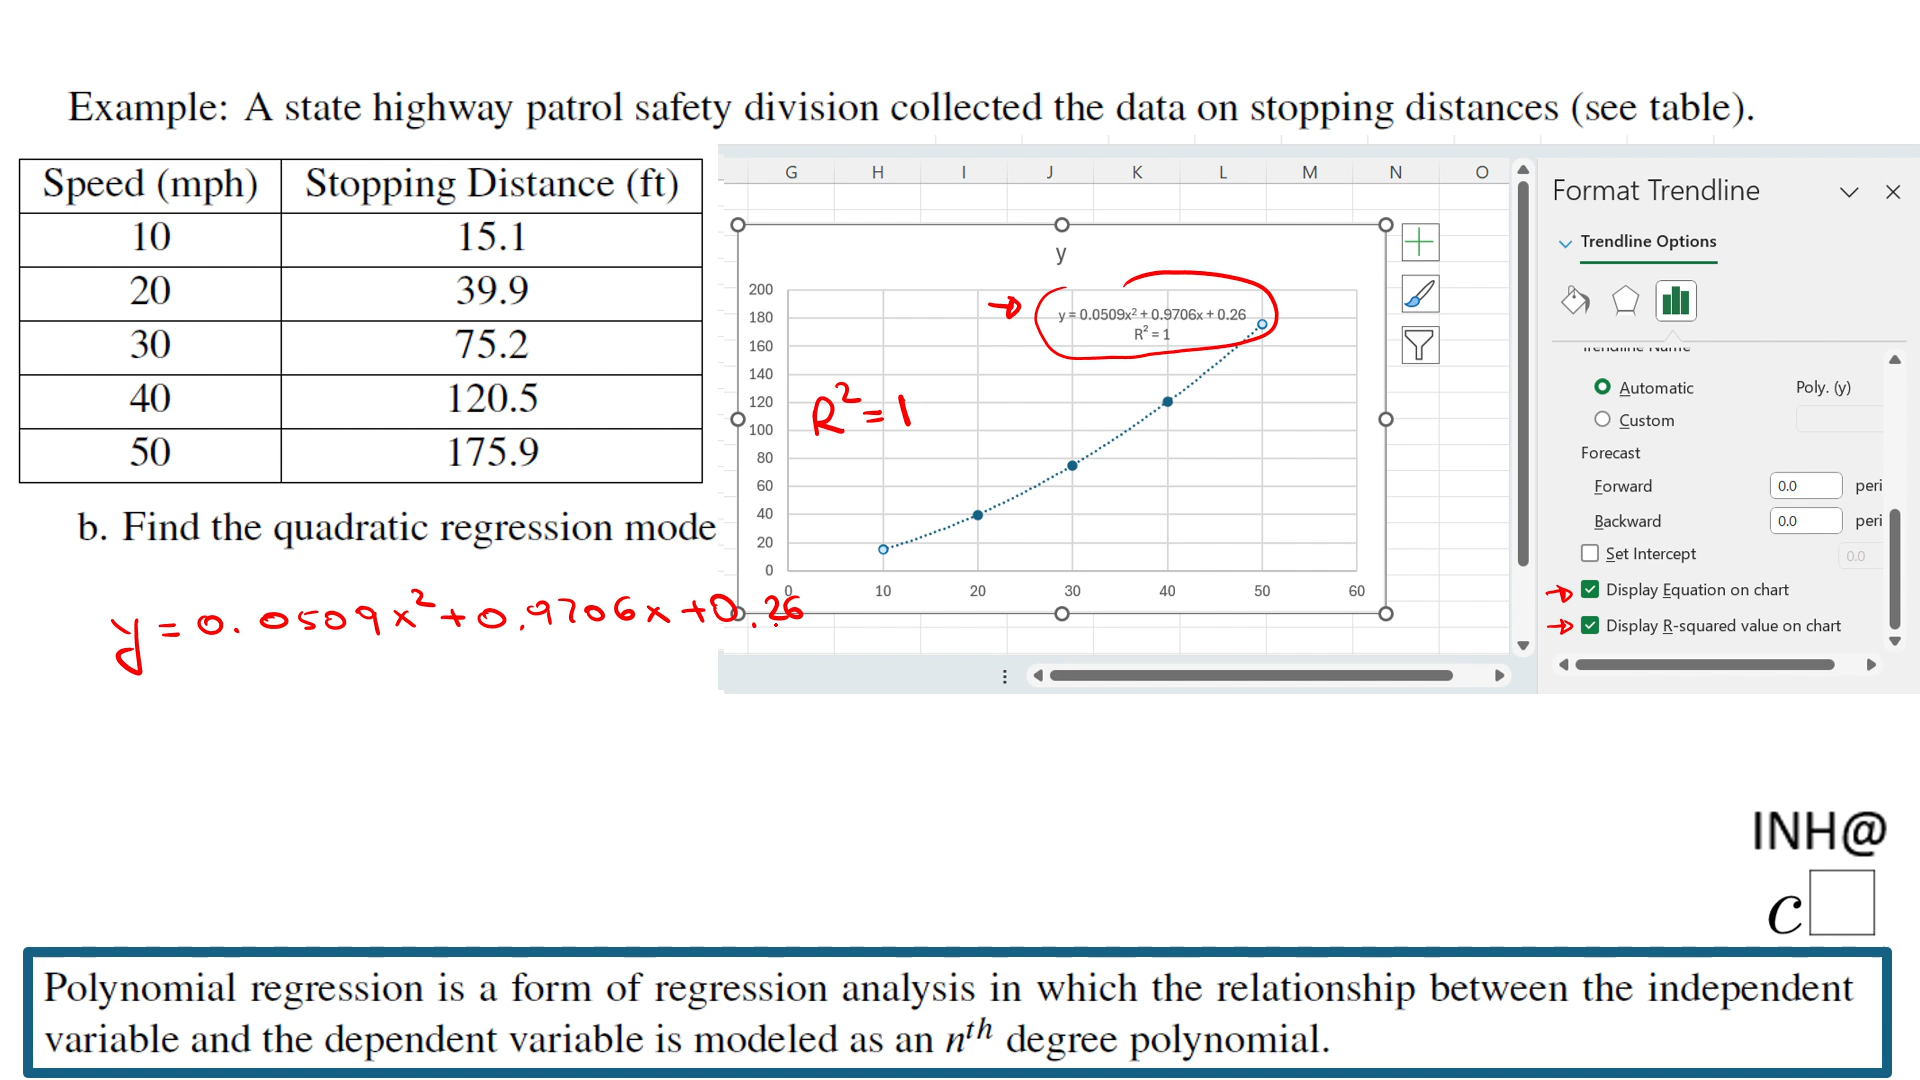 Example: A state highway patrol safety division collected the data on stopping distances (see table).
Speed (mph) Stopping Distance (ft)
10 15.1
20 39.9
30 75.2
40 120.5
50 175.9
b. Find the quadratic regression mode
y = 0.0509x² + 0.9706x + 0.26
G H I J K L M N O
y
y = 0.0509x² + 0.9706x + 0.26
R² = 1
R² = 1
200
180
160
140
120
100
80
60
40
20
0
0 10 20 30 40 50 60
Format Trendline
Trendline Options
Trendline Name
Automatic Poly. (y)
Custom
Forecast
Forward 0.0 peri
Backward 0.0 peri
Set Intercept 0.0
Display Equation on chart
Display R-squared value on chart
INH@
c
Polynomial regression is a form of regression analysis in which the relationship between the independent
variable and the dependent variable is modeled as an nᵗʰ degree polynomial.